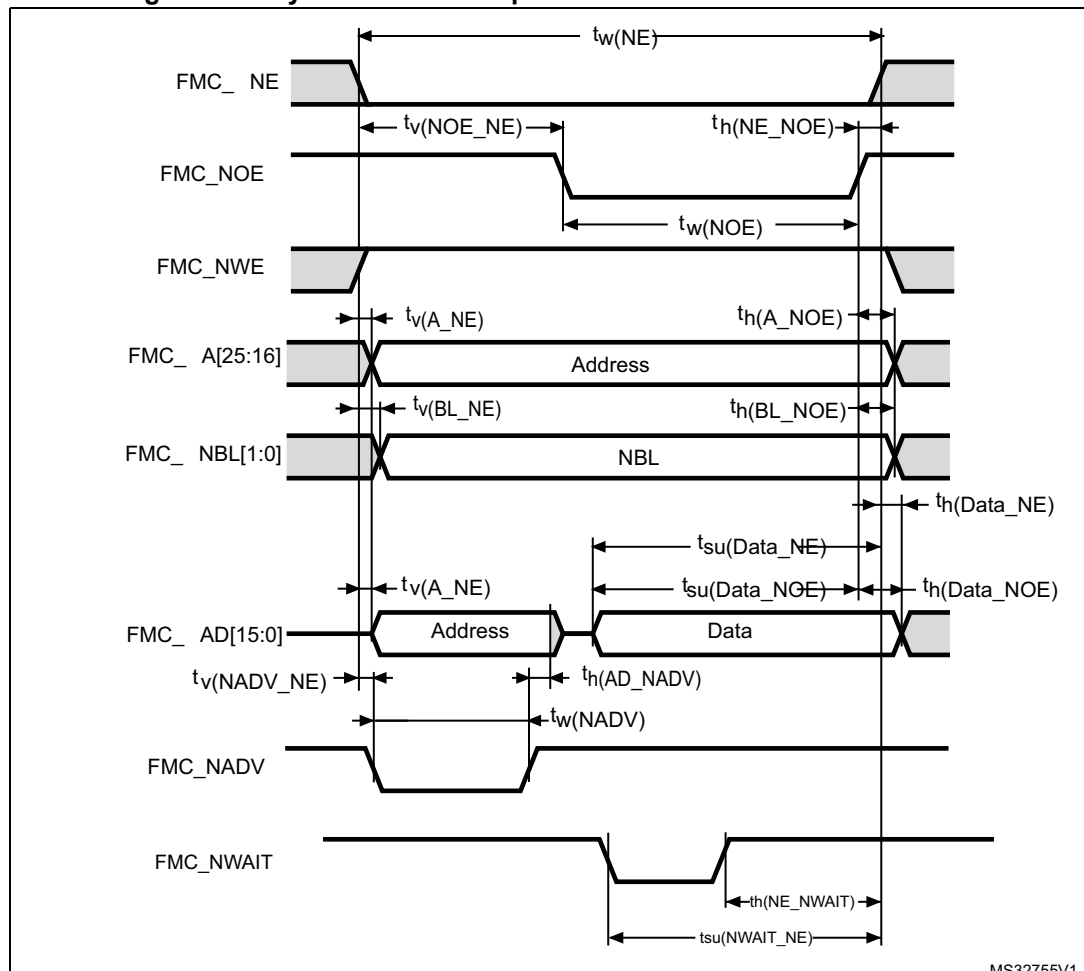 tw(NE)
FMC_ NE
tv(NOE_NE)
th(NE_NOE)
FMC_NOE
tw(NOE)
FMC_NWE
tv(A_NE)
th(A_NOE)
FMC_ A[25:16]
Address
tv(BL_NE)
th(BL_NOE)
FMC_ NBL[1:0]
NBL
th(Data_NE)
tsu(Data_NE)
tv(A_NE)
tsu(Data_NOE)
th(Data_NOE)
FMC_ AD[15:0]
Address
Data
tv(NADV_NE)
th(AD_NADV)
tw(NADV)
FMC_NADV
FMC_NWAIT
th(NE_NWAIT)
tsu(NWAIT_NE)
MS32755V1